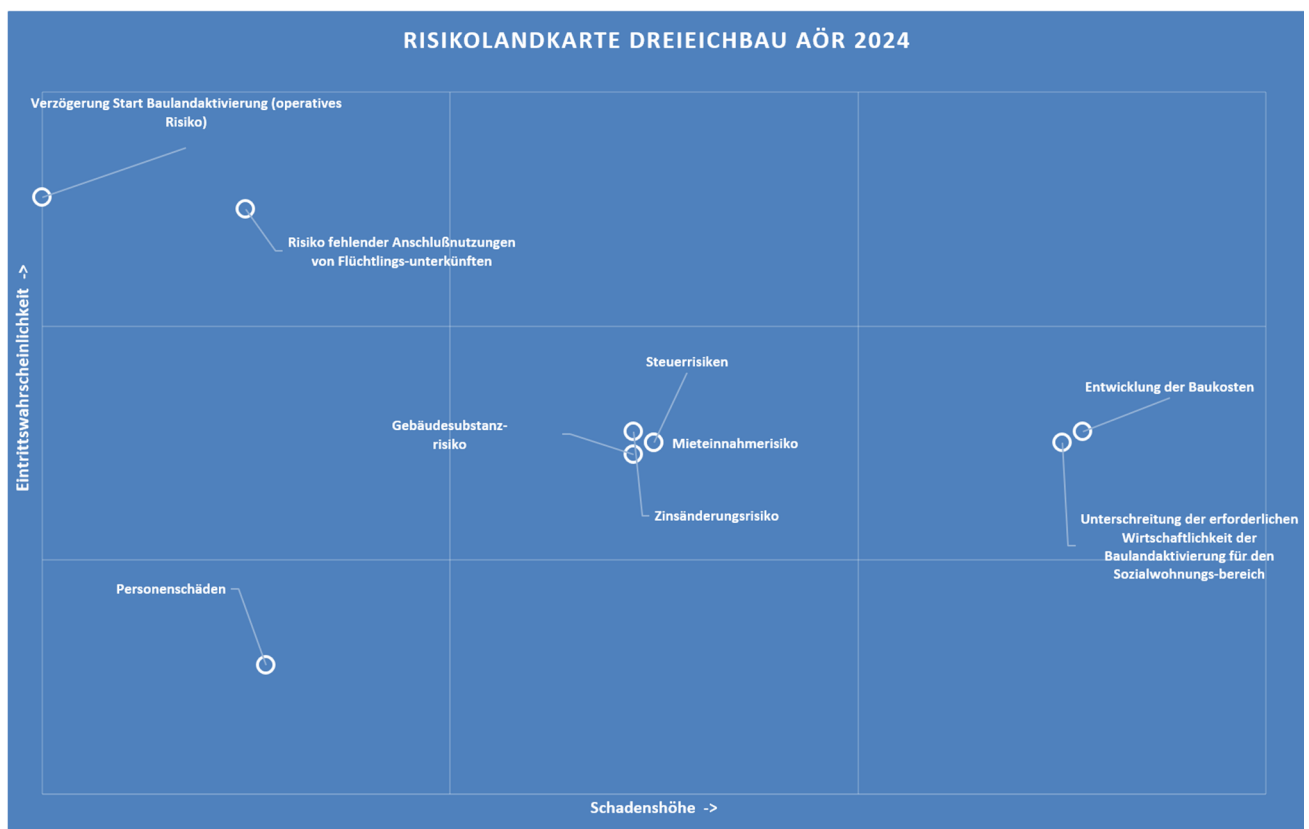 RISIKOLANDKARTE DREIEICHBAU AÖR 2024
Verzögerung Start Baulandaktivierung (operatives
Risiko)
Risiko fehlender Anschlußnutzungen
von Flüchtlings-unterkünften
Eintrittswahrscheinlichkeit ->
Steuerrisiken
Entwicklung der Baukosten
Gebäudesubstanz-
risiko
Mieteinnahmerisiko
Zinsänderungsrisiko
Unterschreitung der erforderlichen
Wirtschaftlichkeit der
Baulandaktivierung für den
Sozialwohnungs-bereich
Personenschäden
Schadenshöhe ->